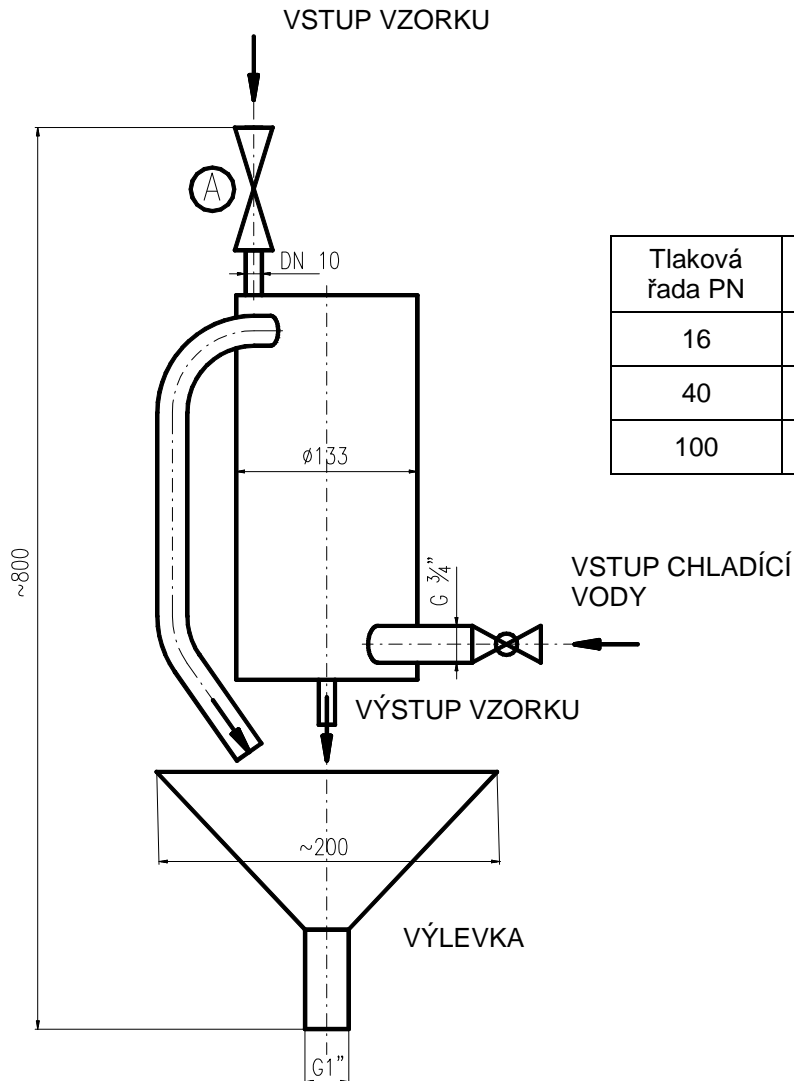 VSTUP VZORKU
A
DN 10
Tlaková
řada PN
16
40
100
ø133
~800
G ¾"
VSTUP CHLADÍCÍ
VODY
VÝSTUP VZORKU
~200
VÝLEVKA
G1"